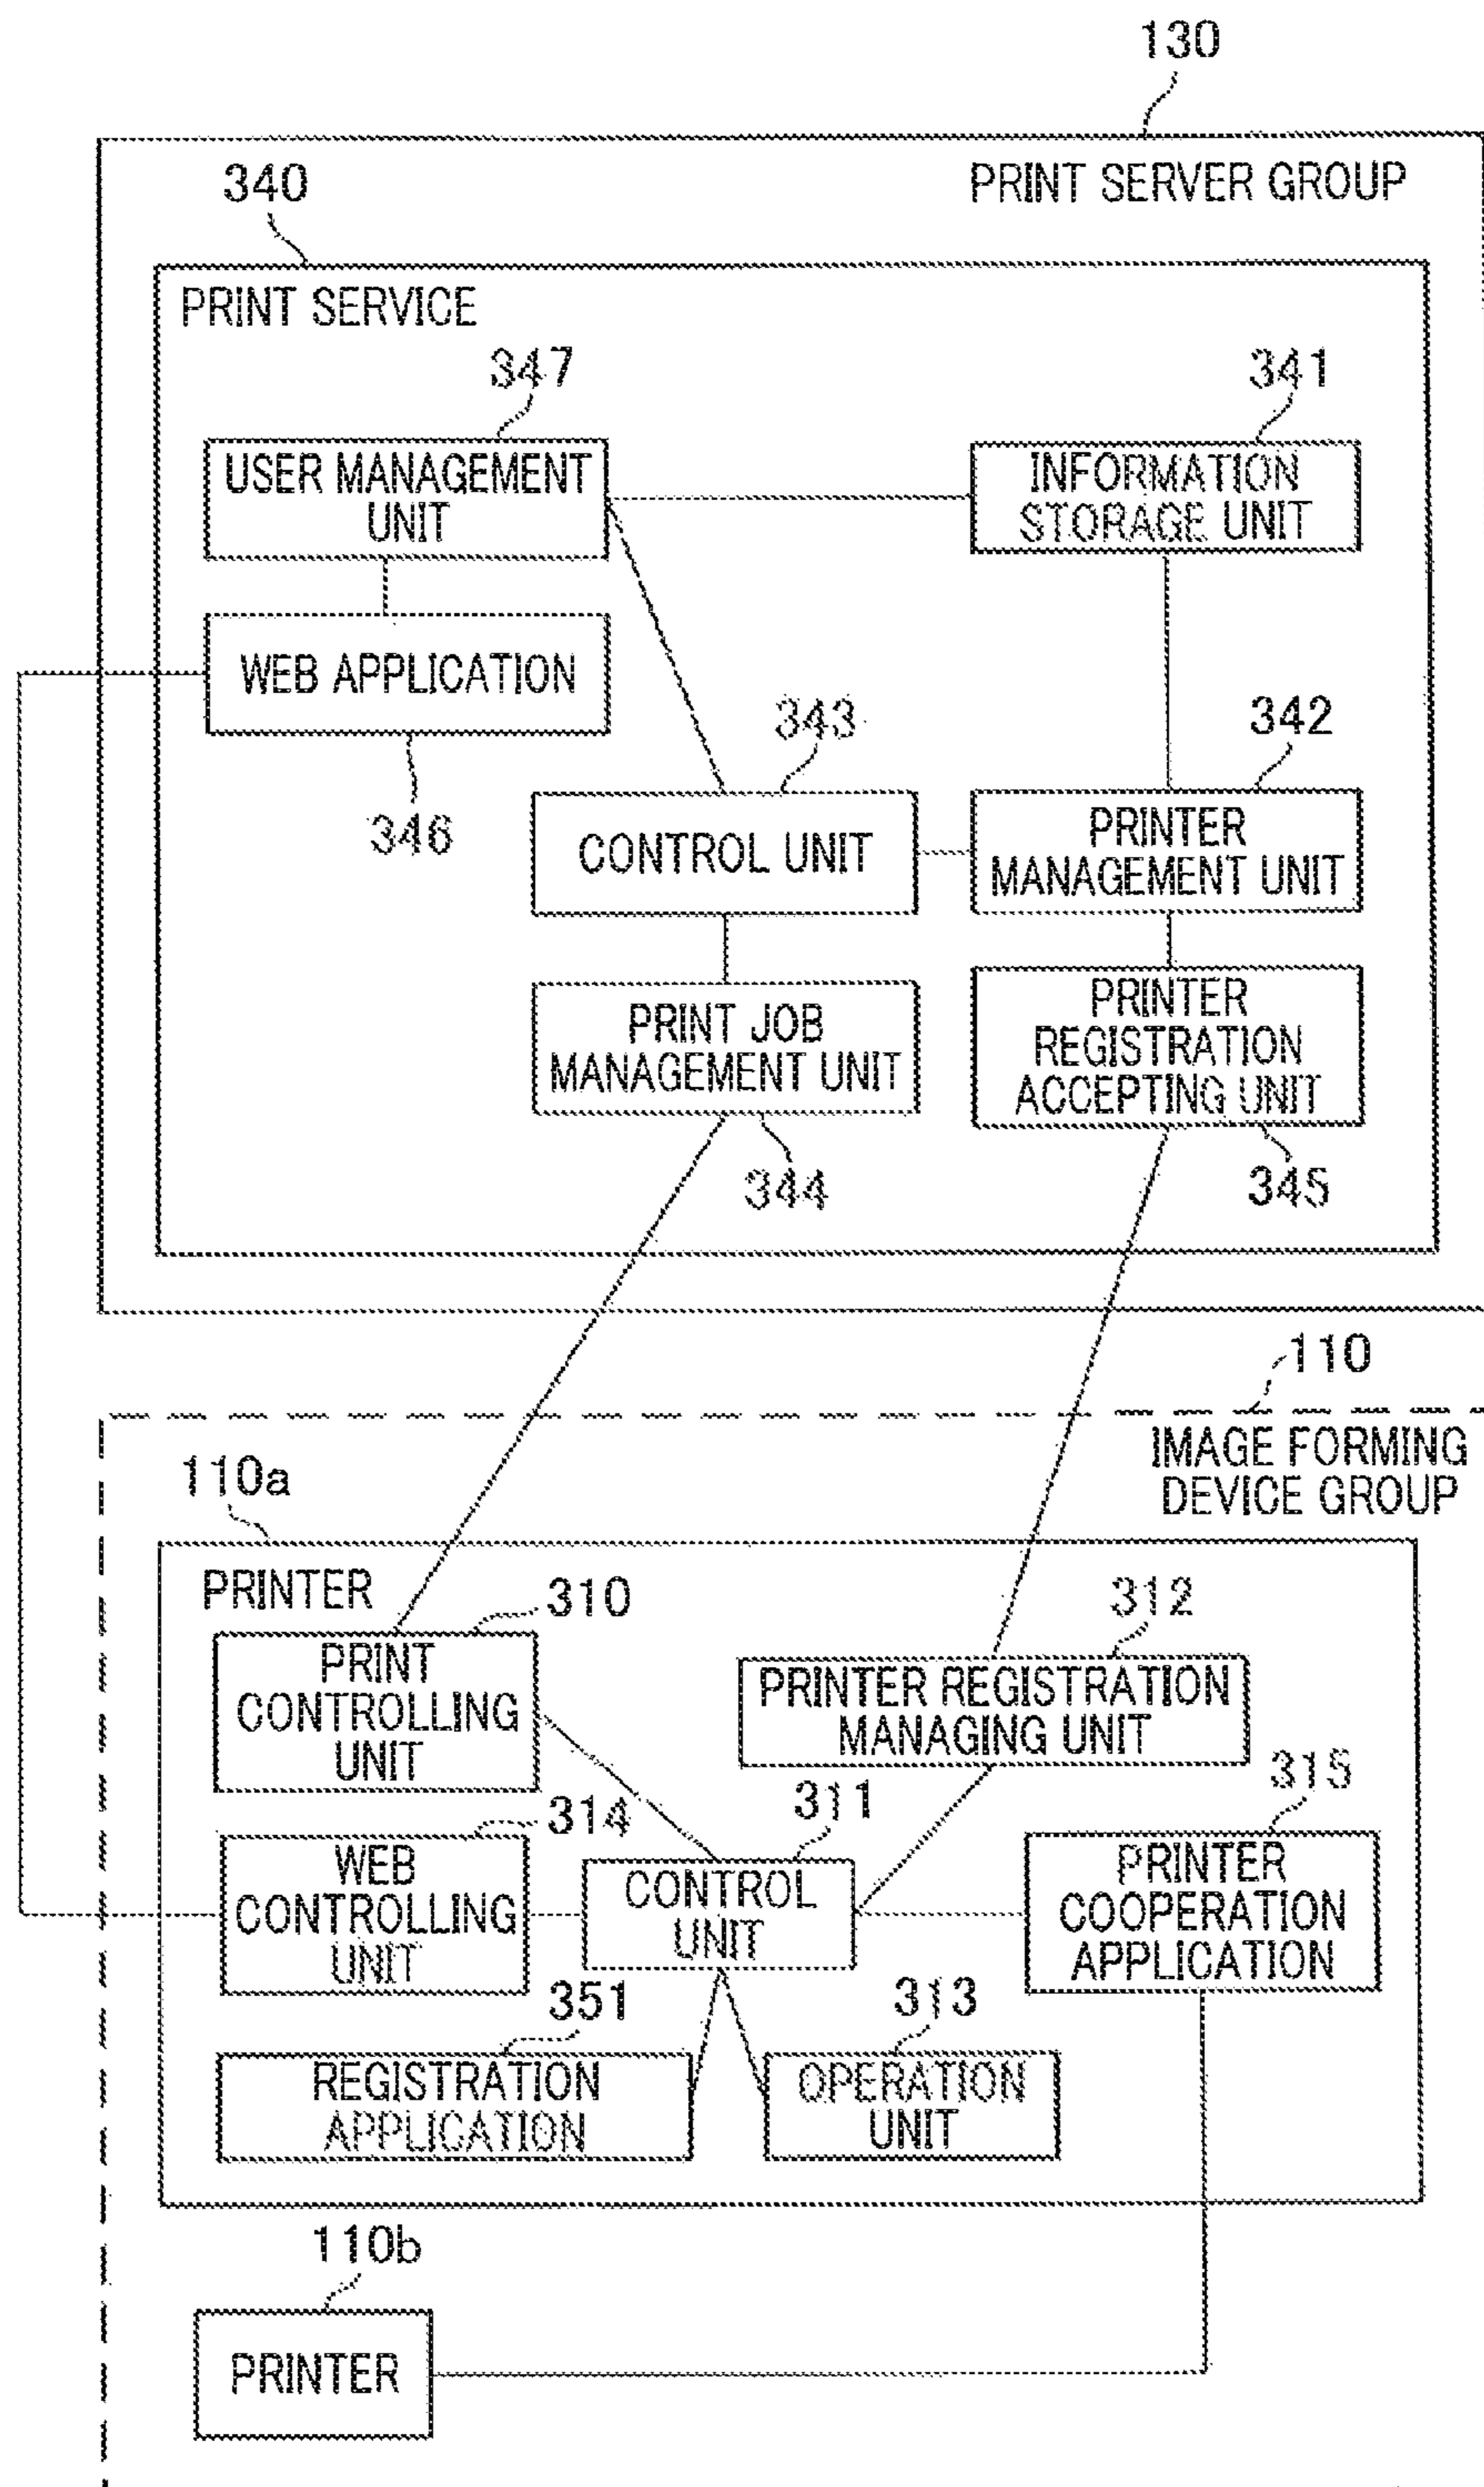 130
PRINT SERVER GROUP
340
PRINT SERVICE
347
341
USER MANAGEMENT
UNIT
INFORMATION
STORAGE UNIT
WEB APPLICATION
346
343
342
CONTROL UNIT
PRINTER
MANAGEMENT UNIT
PRINT JOB
MANAGEMENT UNIT
PRINTER
REGISTRATION
ACCEPTING UNIT
344
345
110
IMAGE FORMING
DEVICE GROUP
110a
PRINTER
310
312
PRINT
CONTROLLING
UNIT
PRINTER REGISTRATION
MANAGING UNIT
314
311
315
WEB
CONTROLLING
UNIT
CONTROL
UNIT
PRINTER
COOPERATION
APPLICATION
351
313
REGISTRATION
APPLICATION
OPERATION
UNIT
110b
PRINTER